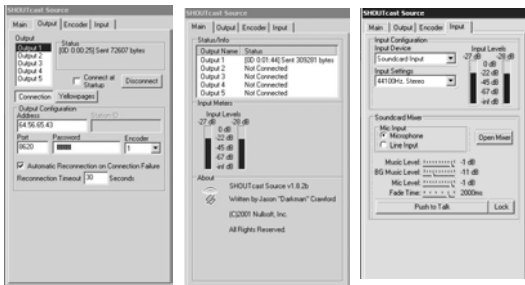 SHOUTcast Source
Main Output Encoder Input
Output
Output 1
Output 2
Output 3
Output 4
Output 5
Status
[0D 0:00:25] Sent 72607 bytes
Connect at Startup
Disconnect
Connection Yellowpages
Output Configuration
Address Station ID
64.56.65.43
Port Password Encoder
8620 1
Automatic Reconnection on Connection Failure
Reconnection Timeout 30 Seconds
SHOUTcast Source
Main Output Encoder Input
Status/Info
Output Name Status
Output 1 [0D 0:01:44] Sent 309281 bytes
Output 2 Not Connected
Output 3 Not Connected
Output 4 Not Connected
Output 5 Not Connected
Input Meters
Input Levels
-27 dB -28 dB
0 dB
-22 dB
-45 dB
-67 dB
-inf dB
About
SHOUTcast Source v1.8.2b
Written by Jason "Darkman" Crawford
(C)2001 Nullsoft, Inc.
All Rights Reserved.
SHOUTcast Source
Main Output Encoder Input
Input Configuration
Input Device
Soundcard Input
Input Settings
44100Hz, Stereo
Input Levels
-27 dB -28 dB
0 dB
-22 dB
-45 dB
-67 dB
-inf dB
Soundcard Mixer
Mic Input
Microphone
Line Input
Open Mixer
Music Level: -1 dB
BG Music Level: -11 dB
Mic Level: -1 dB
Fade Time: 2000ms
Push to Talk Lock